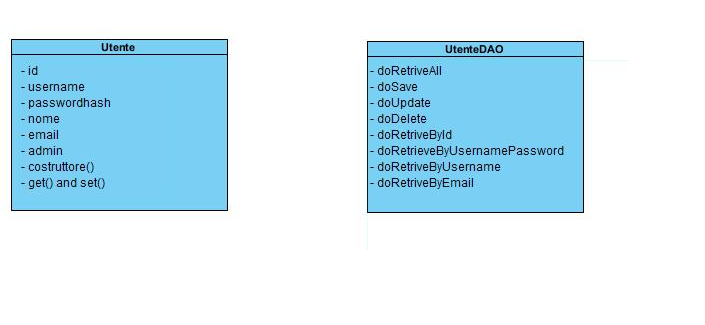 Utente
- id
- username
- passwordhash
- nome
- email
- admin
- costruttore()
- get() and set()
UtenteDAO
- doRetriveAll
- doSave
- doUpdate
- doDelete
- doRetriveById
- doRetrieveByUsernamePassword
- doRetriveByUsername
- doRetriveByEmail